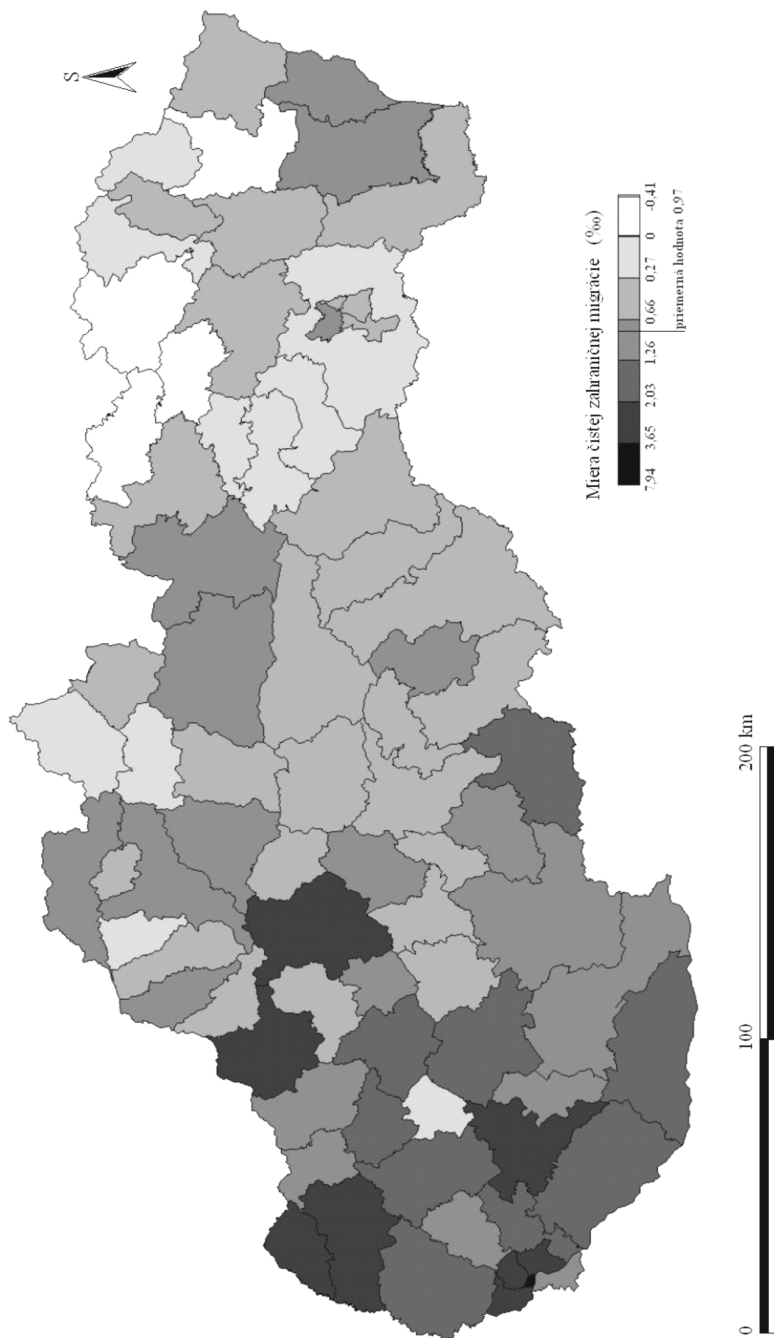 S
Miera čistej zahraničnej migrácie (‰)
7,94 3,65 2,03 1,26 0,66 0,27 0 -0,41
priemerná hodnota 0,97
0 100 200 km